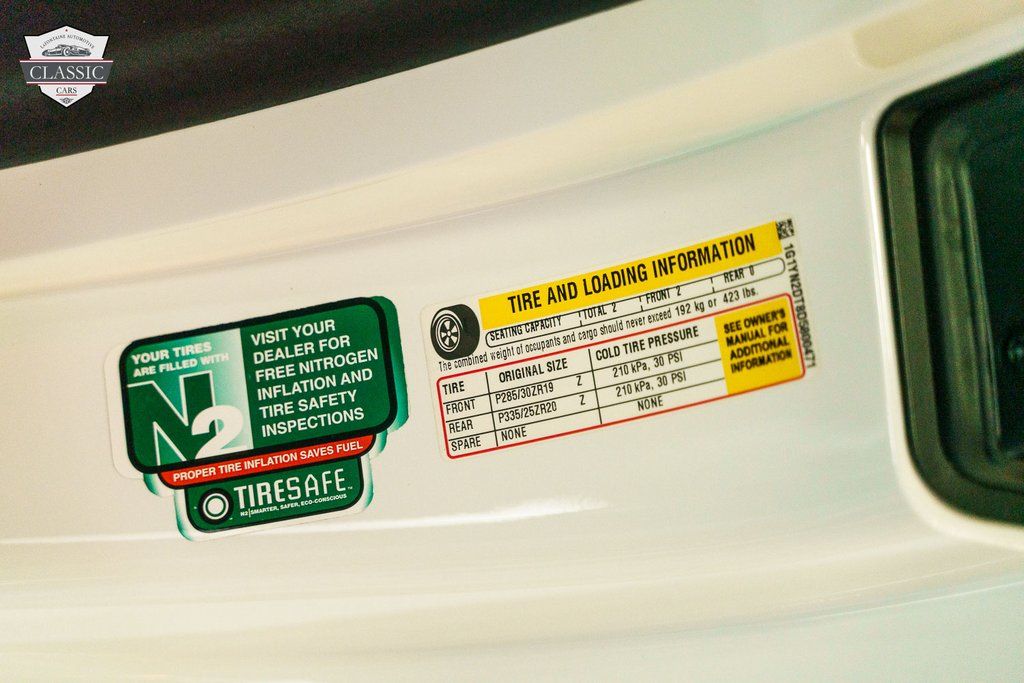 LAFONTAINE AUTOMOTIVE
CLASSIC
CARS
YOUR TIRES
ARE FILLED WITH
N2
VISIT YOUR
DEALER FOR
FREE NITROGEN
INFLATION AND
TIRE SAFETY
INSPECTIONS
PROPER TIRE INFLATION SAVES FUEL
TIRESAFE™
N2|SMARTER, SAFER, ECO-CONSCIOUS
TIRE AND LOADING INFORMATION
SEATING CAPACITY TOTAL 2 FRONT 2 REAR 0
The combined weight of occupants and cargo should never exceed 192 kg or 423 lbs.
TIRE ORIGINAL SIZE COLD TIRE PRESSURE
FRONT P285/30ZR19 Z 210 kPa, 30 PSI
REAR P335/25ZR20 Z 210 kPa, 30 PSI
SPARE NONE NONE
SEE OWNER'S
MANUAL FOR
ADDITIONAL
INFORMATION